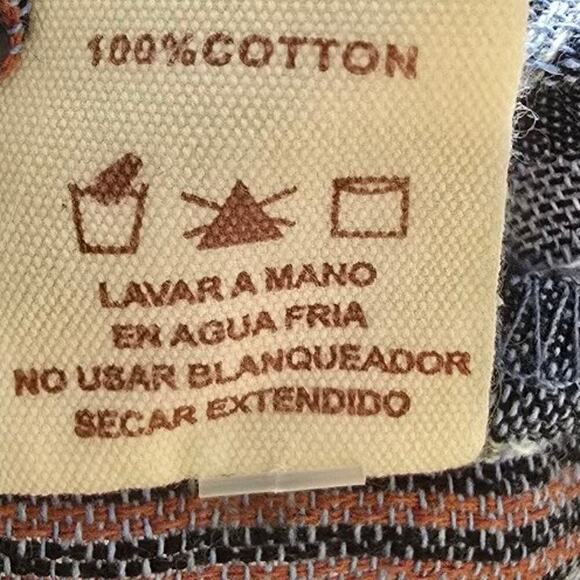 100%COTTON
LAVAR A MANO
EN AGUA FRIA
NO USAR BLANQUEADOR
SECAR EXTENDIDO